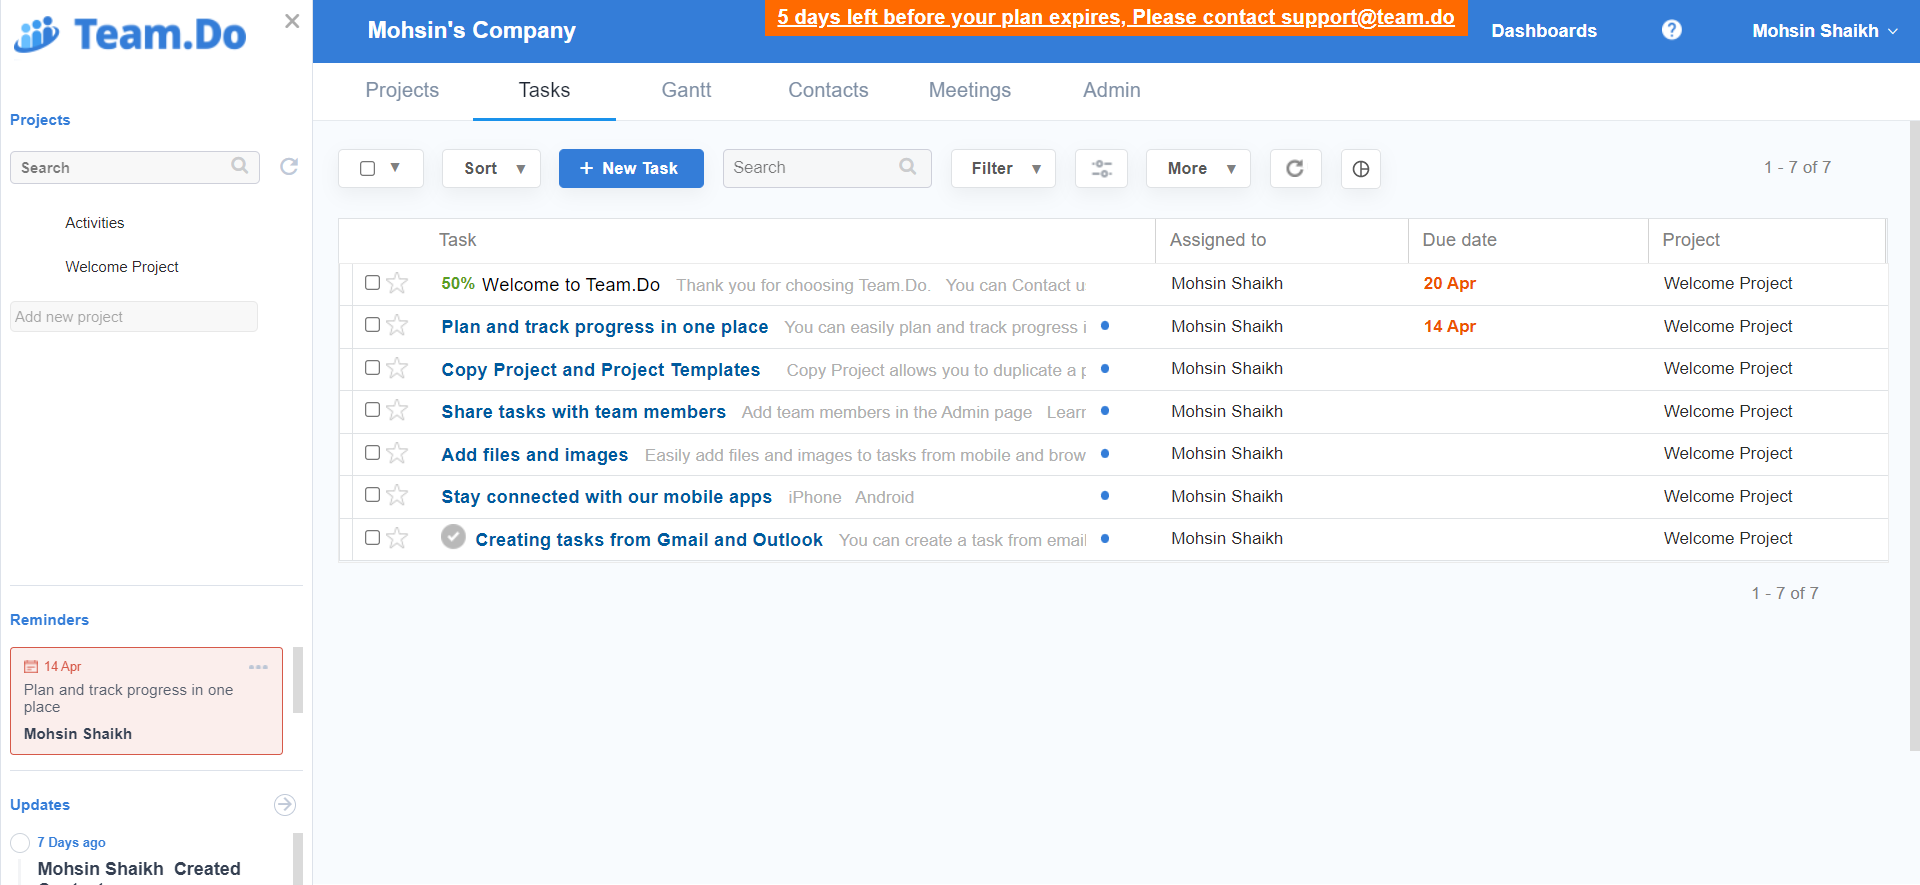 Team.Do
Mohsin's Company
5 days left before your plan expires, Please contact support@team.do
Dashboards
?
Mohsin Shaikh
Projects
Tasks
Gantt
Contacts
Meetings
Admin
Projects
Search
Activities
Welcome Project
Add new project
Sort
+ New Task
Search
Filter
More
1 - 7 of 7
Task Assigned to Due date Project
50% Welcome to Team.Do Thank you for choosing Team.Do. You can Contact u Mohsin Shaikh 20 Apr Welcome Project
Plan and track progress in one place You can easily plan and track progress i Mohsin Shaikh 14 Apr Welcome Project
Copy Project and Project Templates Copy Project allows you to duplicate a p Mohsin Shaikh Welcome Project
Share tasks with team members Add team members in the Admin page Learn Mohsin Shaikh Welcome Project
Add files and images Easily add files and images to tasks from mobile and brow Mohsin Shaikh Welcome Project
Stay connected with our mobile apps iPhone Android Mohsin Shaikh Welcome Project
Creating tasks from Gmail and Outlook You can create a task from email Mohsin Shaikh Welcome Project
1 - 7 of 7
Reminders
14 Apr
Plan and track progress in one
place
Mohsin Shaikh
Updates
7 Days ago
Mohsin Shaikh Created